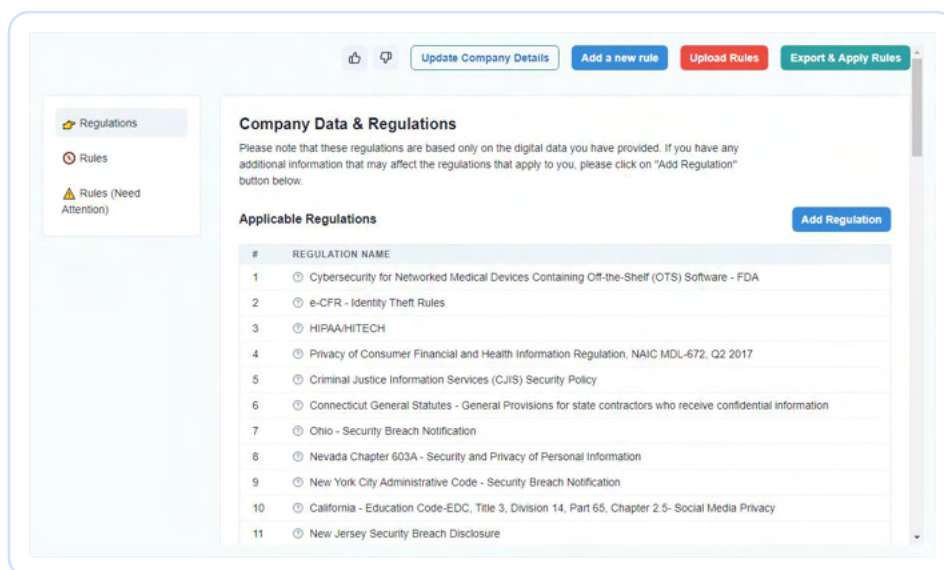 Update Company Details
Add a new rule
Upload Rules
Export & Apply Rules
Regulations
Rules
Rules (Need
Attention)
Company Data & Regulations
Please note that these regulations are based only on the digital data you have provided. If you have any
additional information that may affect the regulations that apply to you, please click on "Add Regulation"
button below.
Applicable Regulations
Add Regulation
# REGULATION NAME
1 Cybersecurity for Networked Medical Devices Containing Off-the-Shelf (OTS) Software - FDA
2 e-CFR - Identity Theft Rules
3 HIPAA/HITECH
4 Privacy of Consumer Financial and Health Information Regulation, NAIC MDL-672, Q2 2017
5 Criminal Justice Information Services (CJIS) Security Policy
6 Connecticut General Statutes - General Provisions for state contractors who receive confidential information
7 Ohio - Security Breach Notification
8 Nevada Chapter 603A - Security and Privacy of Personal Information
9 New York City Administrative Code - Security Breach Notification
10 California - Education Code-EDC, Title 3, Division 14, Part 65, Chapter 2.5- Social Media Privacy
11 New Jersey Security Breach Disclosure